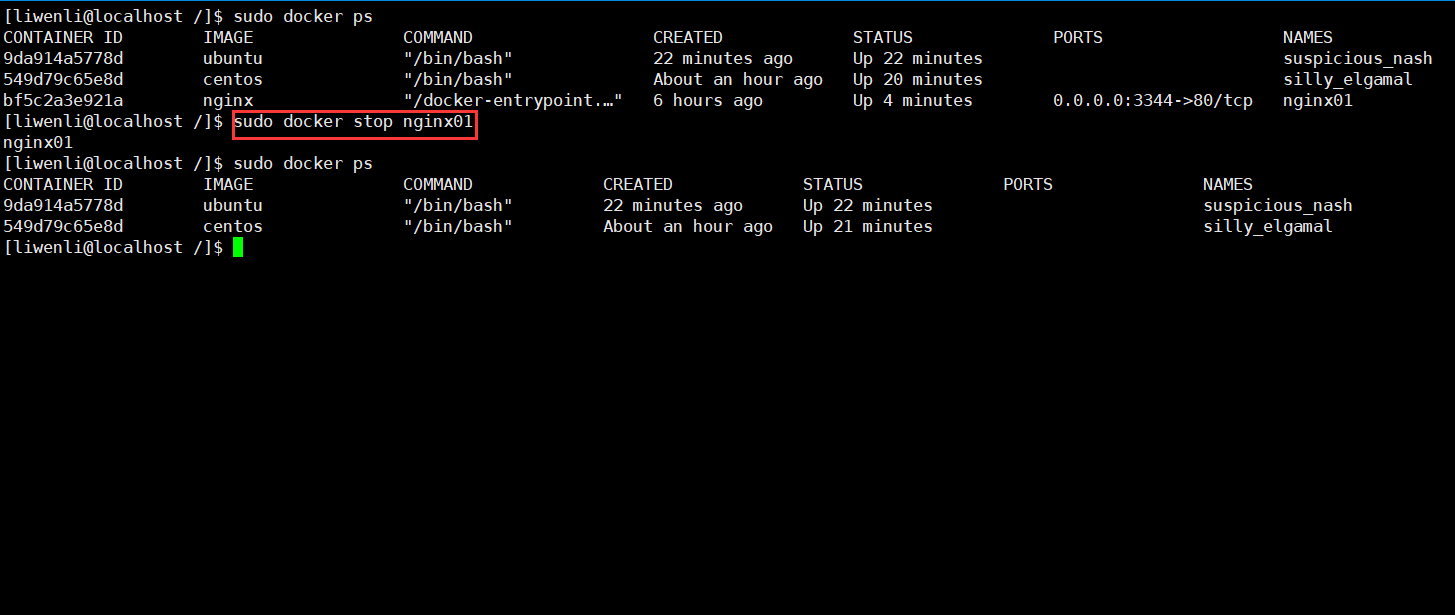 [liwenli@localhost /]$ sudo docker ps
CONTAINER ID        IMAGE               COMMAND                  CREATED             STATUS              PORTS                  NAMES
9da914a5778d        ubuntu              "/bin/bash"              22 minutes ago      Up 22 minutes                              suspicious_nash
549d79c65e8d        centos              "/bin/bash"              About an hour ago   Up 20 minutes                              silly_elgamal
bf5c2a3e921a        nginx               "/docker-entrypoint.…"   6 hours ago         Up 4 minutes        0.0.0.0:3344->80/tcp   nginx01
[liwenli@localhost /]$ sudo docker stop nginx01
nginx01
[liwenli@localhost /]$ sudo docker ps
CONTAINER ID        IMAGE               COMMAND             CREATED             STATUS              PORTS               NAMES
9da914a5778d        ubuntu              "/bin/bash"         22 minutes ago      Up 22 minutes                           suspicious_nash
549d79c65e8d        centos              "/bin/bash"         About an hour ago   Up 21 minutes                           silly_elgamal
[liwenli@localhost /]$